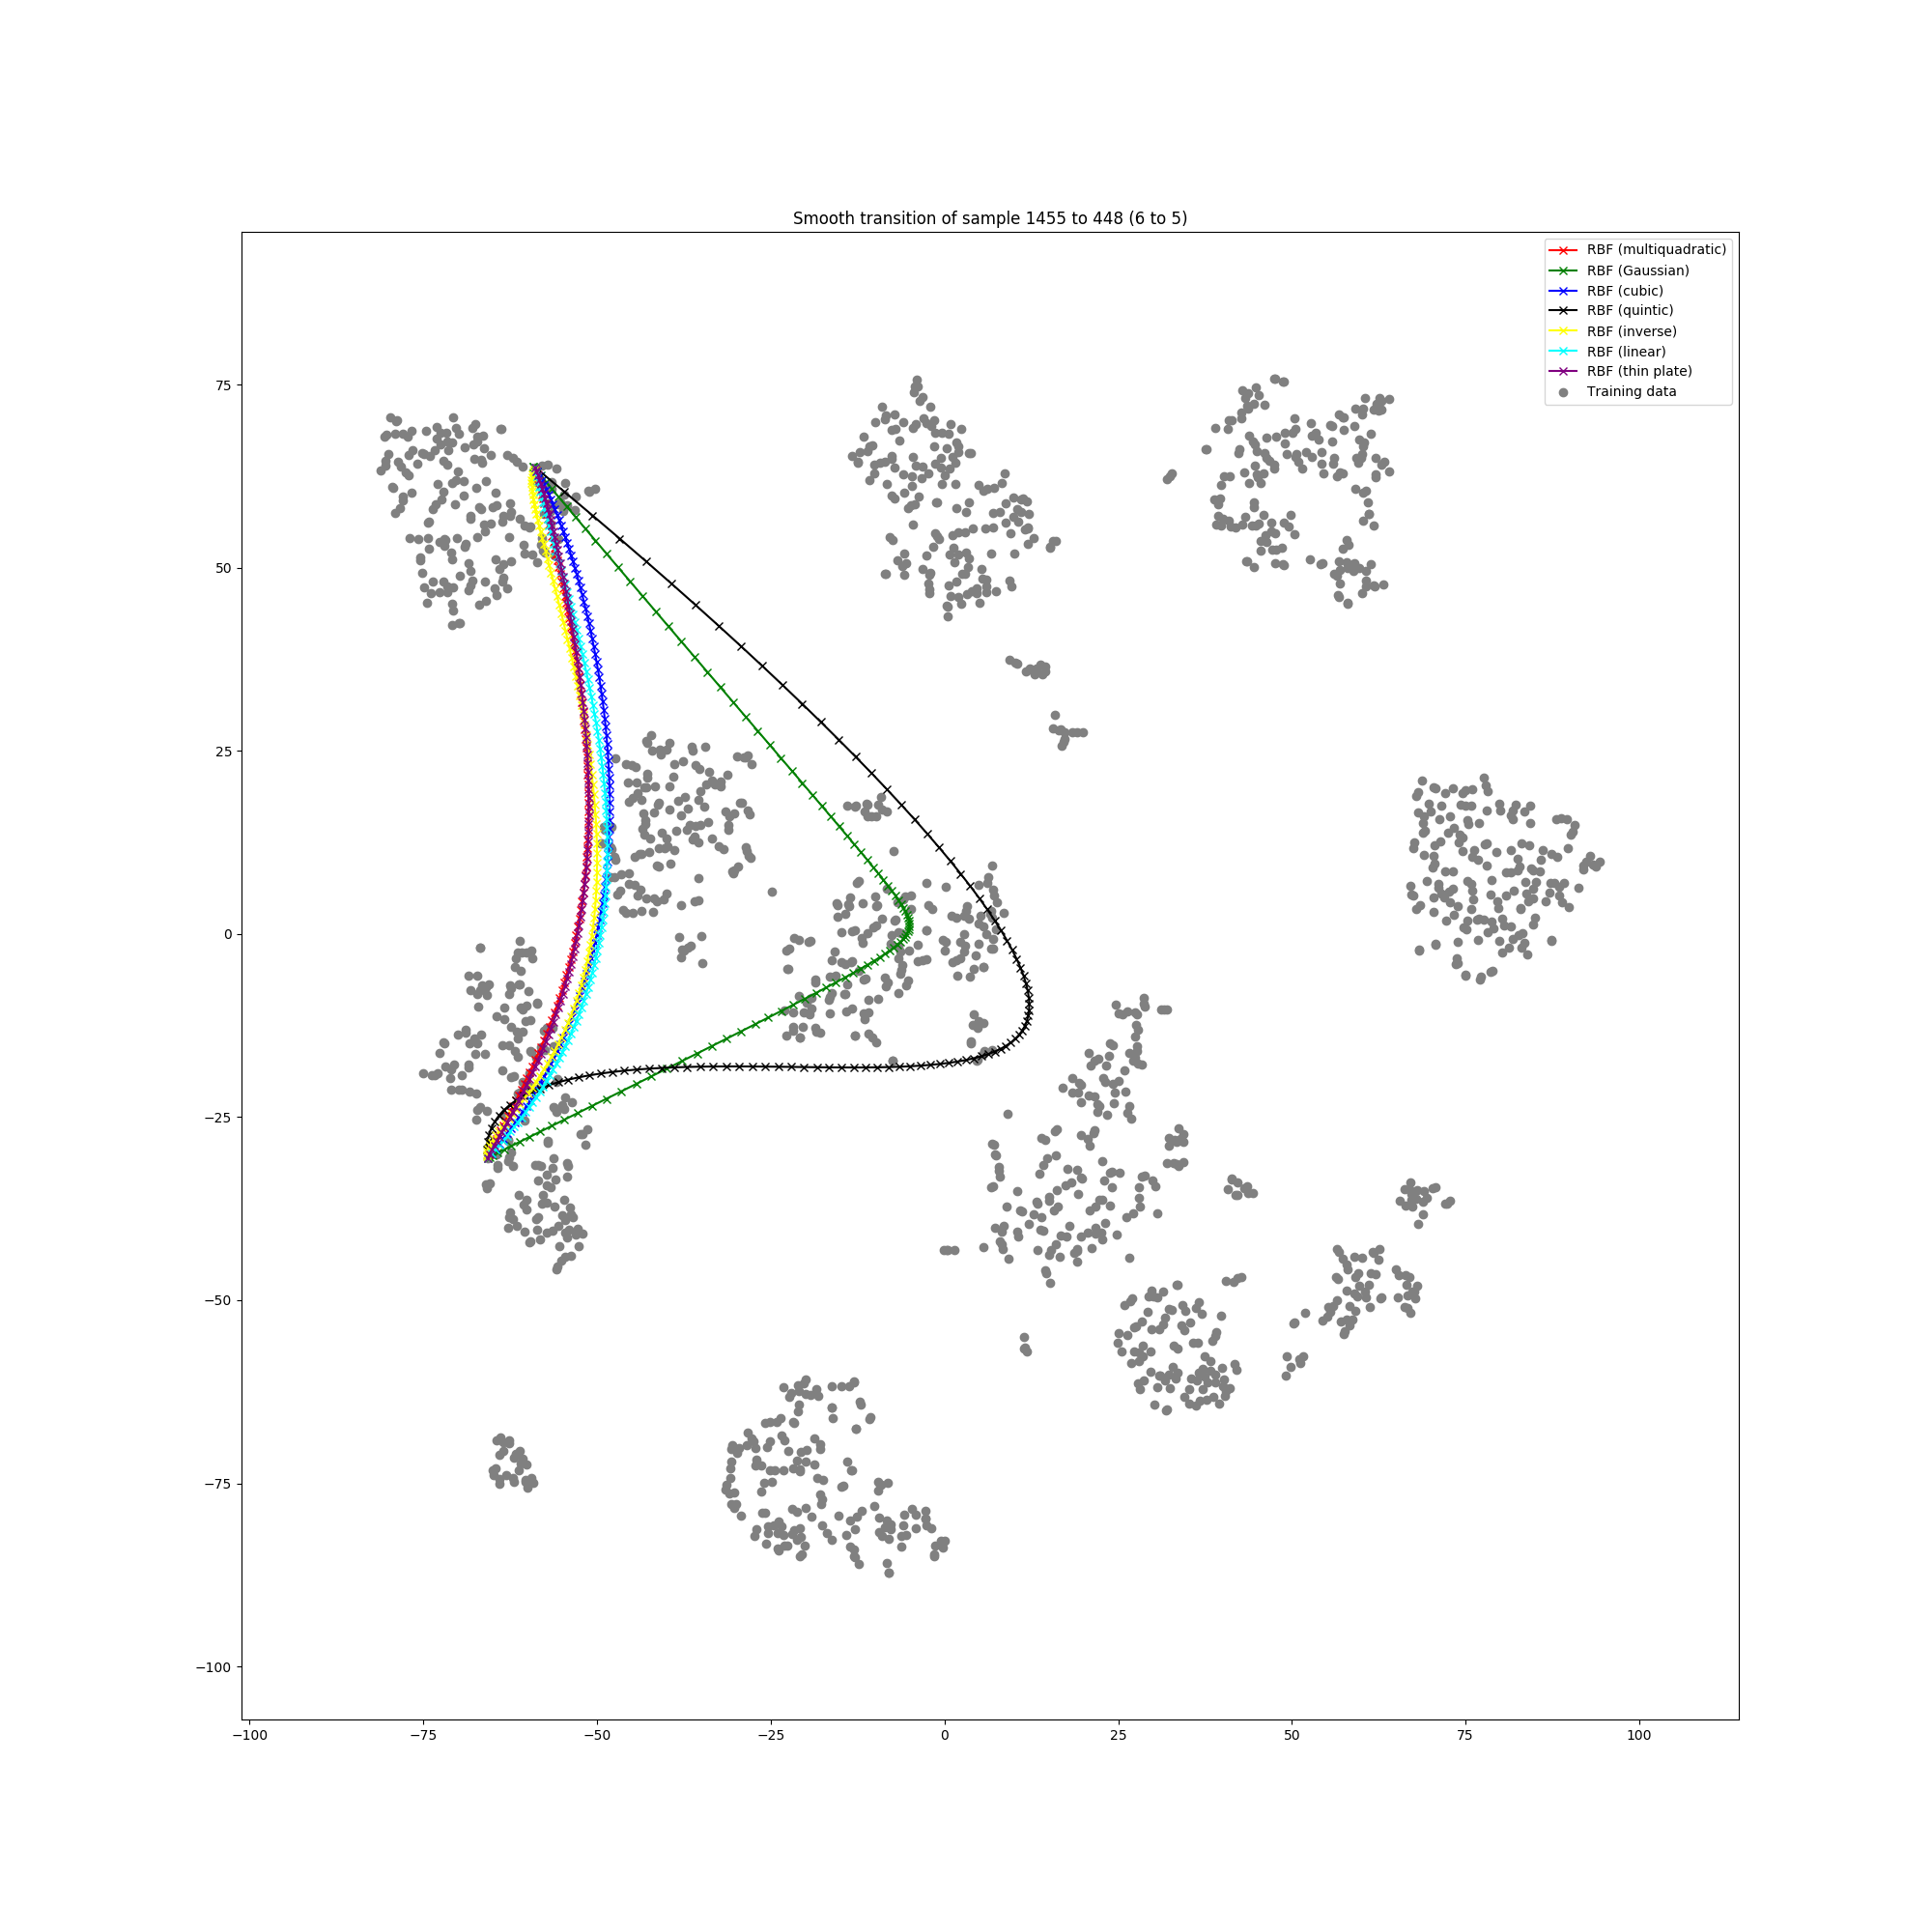 Smooth transition of sample 1455 to 448 (6 to 5)
RBF (multiquadratic)
RBF (Gaussian)
RBF (cubic)
RBF (quintic)
RBF (inverse)
RBF (linear)
RBF (thin plate)
Training data
75
50
25
0
−25
−50
−75
−100
−100 −75 −50 −25 0 25 50 75 100